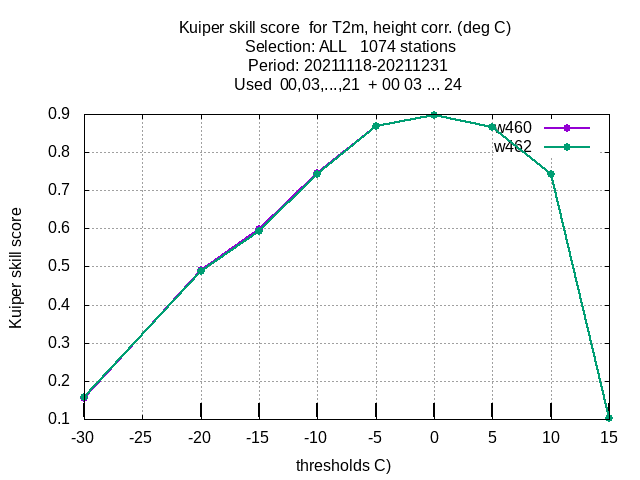 Kuiper skill score  for T2m, height corr. (deg C)
Selection: ALL   1074 stations
Period: 20211118-20211231
Used  00,03,...,21  + 00 03 ... 24
0.9
0.8
0.7
0.6
0.5
0.4
0.3
0.2
0.1
Kuiper skill score
w460
w462
-30 -25 -20 -15 -10 -5 0 5 10 15
thresholds C)